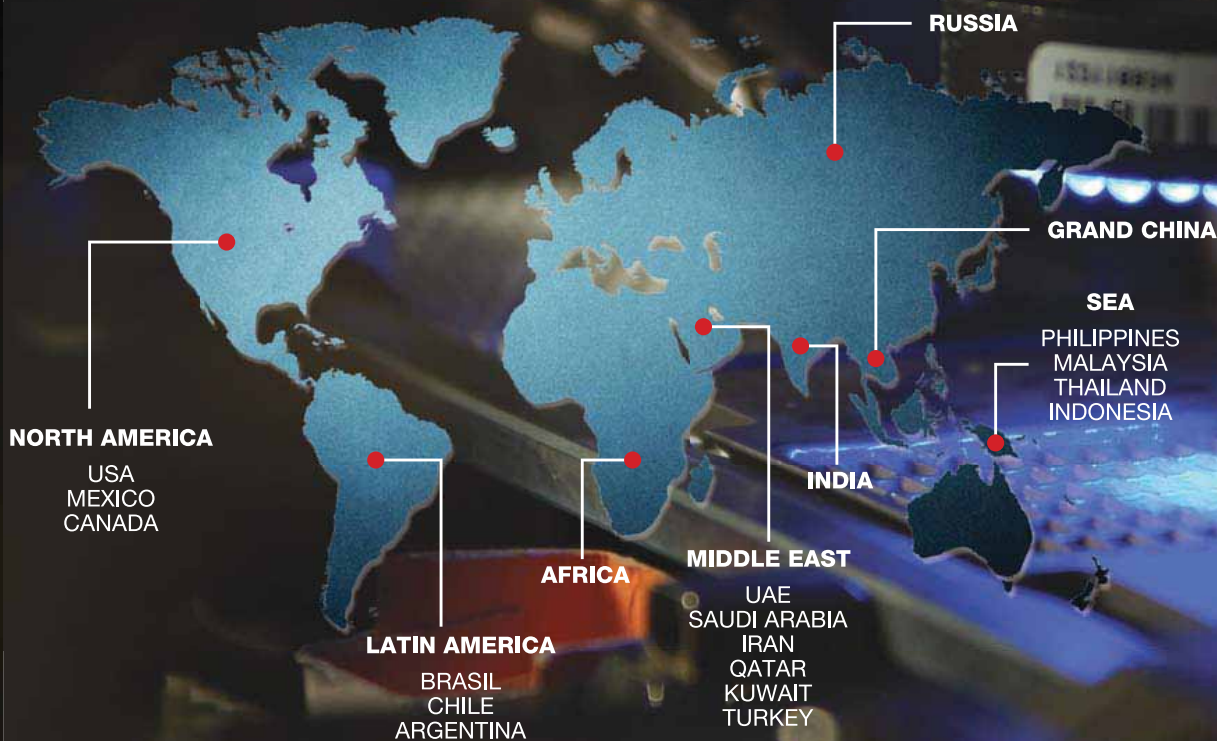 RUSSIA
GRAND CHINA
SEA
PHILIPPINES
MALAYSIA
THAILAND
INDONESIA
NORTH AMERICA
USA
MEXICO
CANADA
INDIA
AFRICA
MIDDLE EAST
UAE
SAUDI ARABIA
IRAN
QATAR
KUWAIT
TURKEY
LATIN AMERICA
BRASIL
CHILE
ARGENTINA